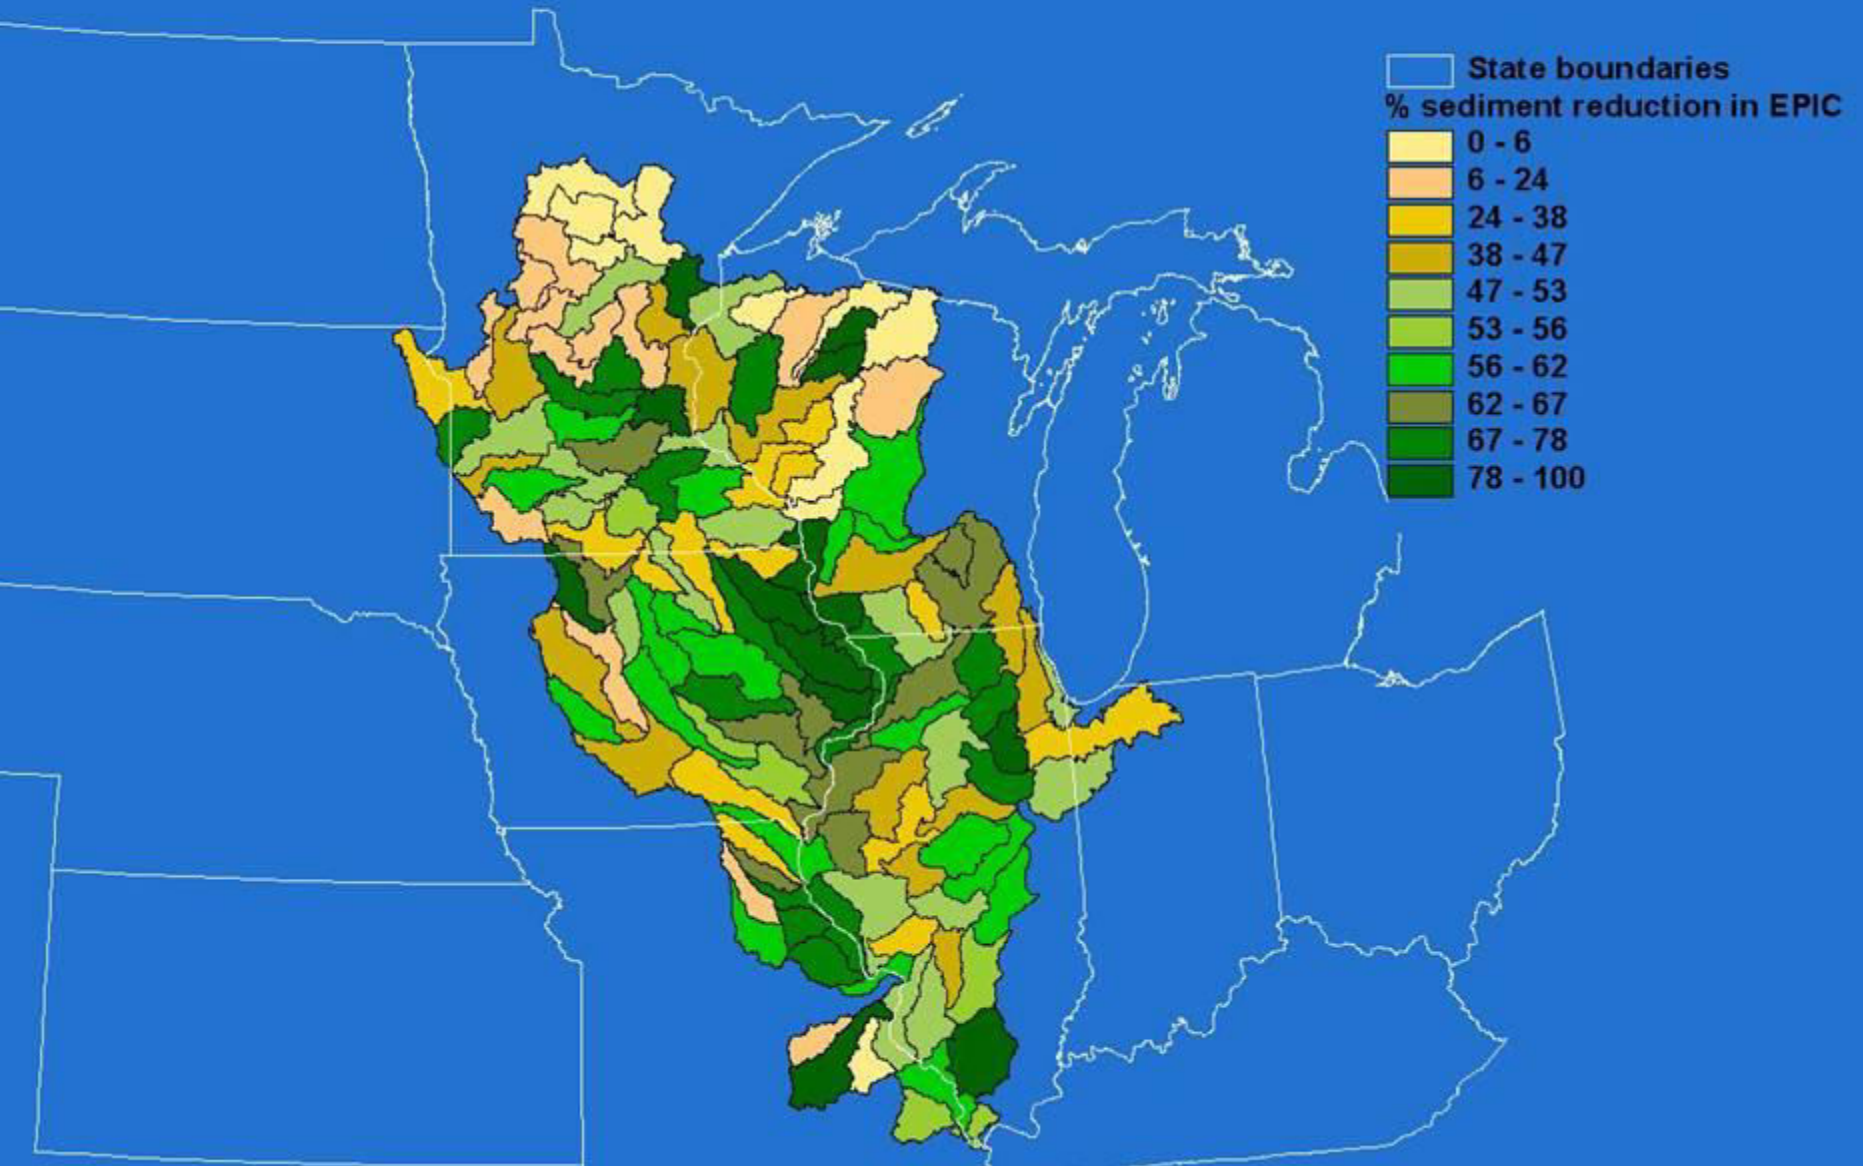 State boundaries
% sediment reduction in EPIC
0 - 6
6 - 24
24 - 38
38 - 47
47 - 53
53 - 56
56 - 62
62 - 67
67 - 78
78 - 100